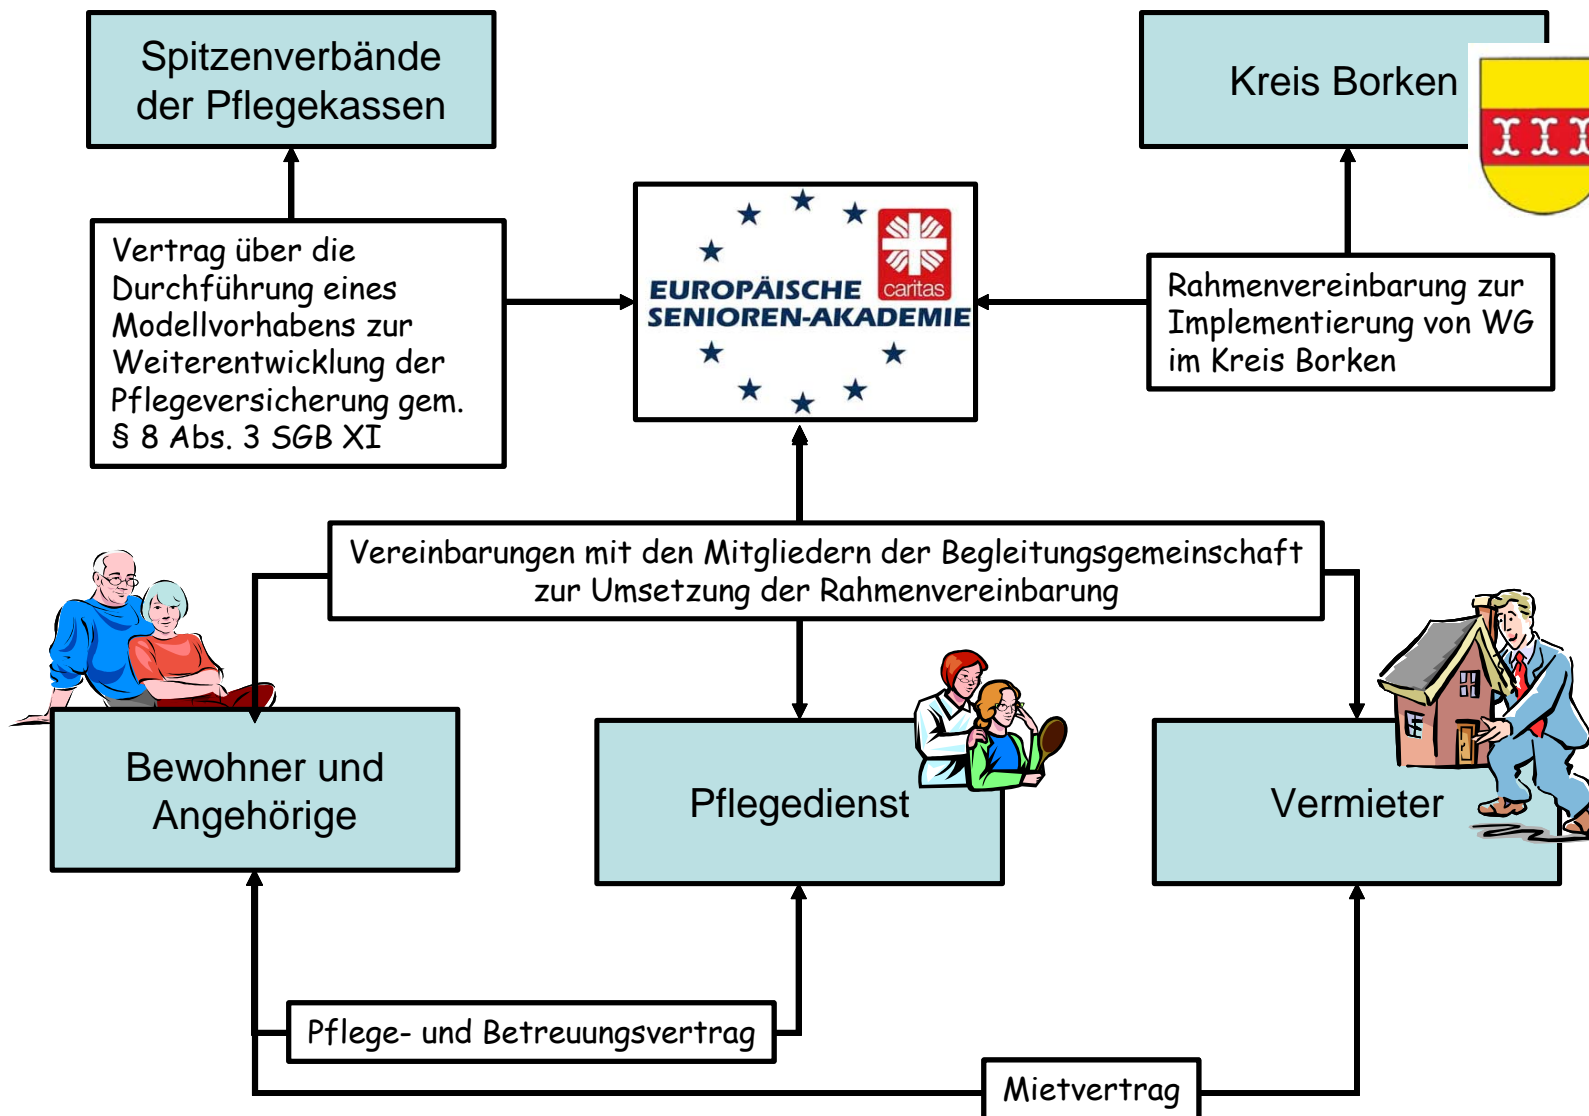 Spitzenverbände
der Pflegekassen
Kreis Borken
Vertrag über die
Durchführung eines
Modellvorhabens zur
Weiterentwicklung der
Pflegeversicherung gem.
§ 8 Abs. 3 SGB XI
caritas
EUROPÄISCHE
SENIOREN-AKADEMIE
Rahmenvereinbarung zur
Implementierung von WG
im Kreis Borken
Vereinbarungen mit den Mitgliedern der Begleitungsgemeinschaft
zur Umsetzung der Rahmenvereinbarung
Bewohner und
Angehörige
Pflegedienst
Vermieter
Pflege- und Betreuungsvertrag
Mietvertrag